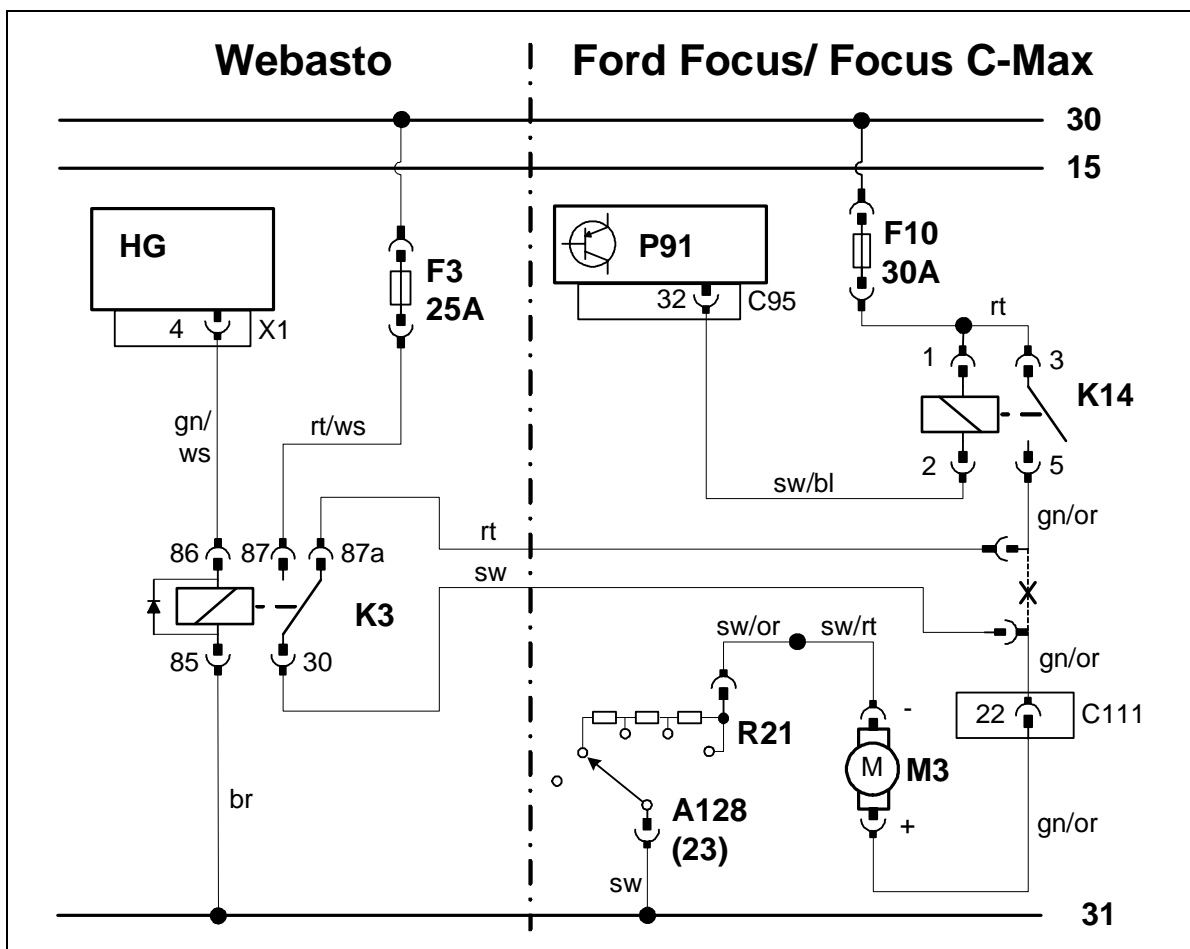 Webasto
Ford Focus/ Focus C-Max
30
15
HG
4
X1
F3
25A
P91
32
C95
F10
30A
rt
1
3
K14
2
5
gn/
ws
rt/ws
sw/bl
gn/or
86
87
87a
rt
sw
K3
85
30
sw/or
sw/rt
gn/or
22
C111
R21
-
M
M3
+
A128
(23)
br
sw
gn/or
31